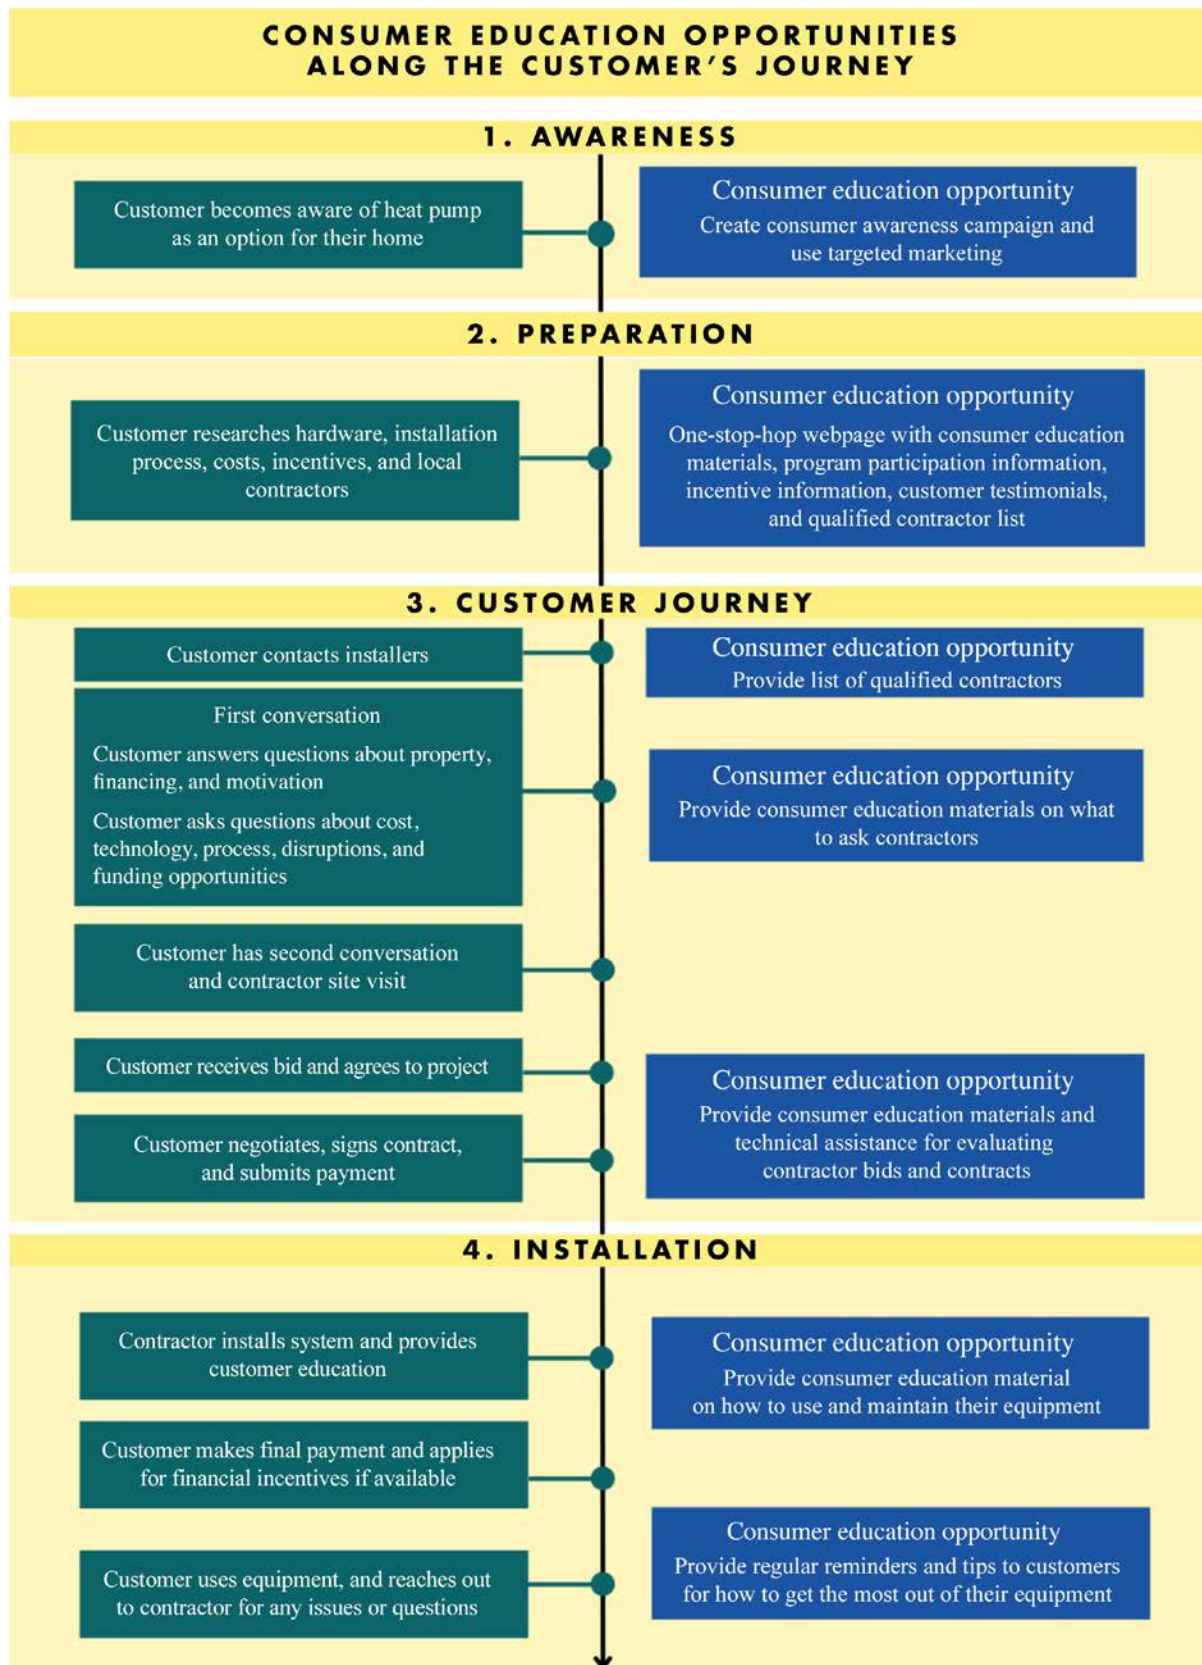 CONSUMER EDUCATION OPPORTUNITIES
ALONG THE CUSTOMER'S JOURNEY
1. AWARENESS
Customer becomes aware of heat pump
as an option for their home
Consumer education opportunity
Create consumer awareness campaign and
use targeted marketing
2. PREPARATION
Customer researches hardware, installation
process, costs, incentives, and local
contractors
Consumer education opportunity
One-stop-hop webpage with consumer education
materials, program participation information,
incentive information, customer testimonials,
and qualified contractor list
3. CUSTOMER JOURNEY
Customer contacts installers
Consumer education opportunity
Provide list of qualified contractors
First conversation
Customer answers questions about property,
financing, and motivation
Customer asks questions about cost,
technology, process, disruptions, and
funding opportunities
Consumer education opportunity
Provide consumer education materials on what
to ask contractors
Customer has second conversation
and contractor site visit
Customer receives bid and agrees to project
Customer negotiates, signs contract,
and submits payment
Consumer education opportunity
Provide consumer education materials and
technical assistance for evaluating
contractor bids and contracts
4. INSTALLATION
Contractor installs system and provides
customer education
Consumer education opportunity
Provide consumer education material
on how to use and maintain their equipment
Customer makes final payment and applies
for financial incentives if available
Customer uses equipment, and reaches out
to contractor for any issues or questions
Consumer education opportunity
Provide regular reminders and tips to customers
for how to get the most out of their equipment